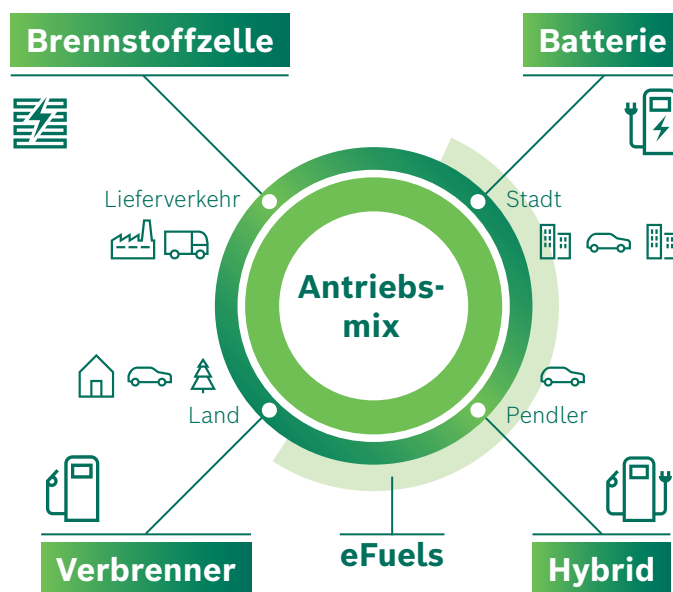 Brennstoffzelle
Batterie
Lieferverkehr
Stadt
Antriebs-
mix
Land
Pendler
Verbrenner
eFuels
Hybrid